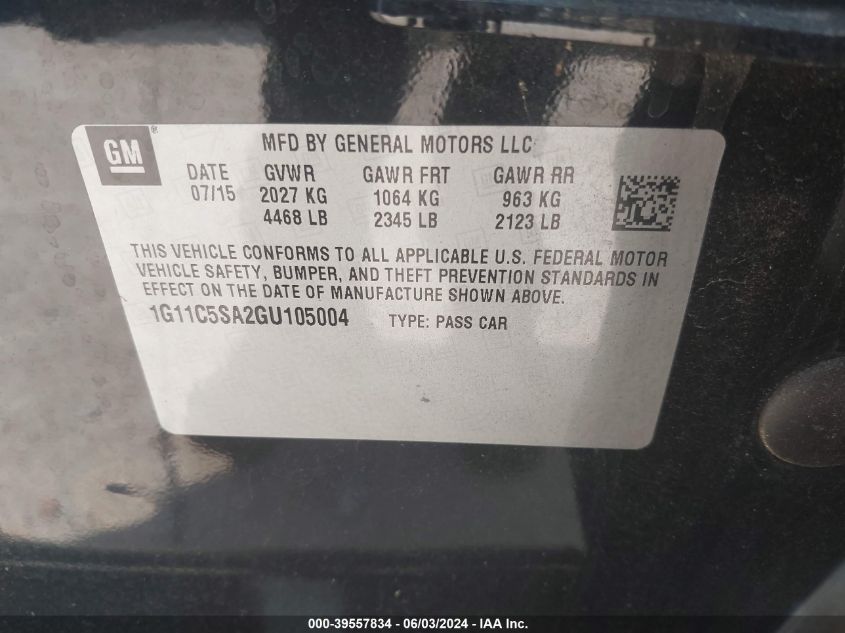 GM®
MFD BY GENERAL MOTORS LLC
DATE GVWR GAWR FRT GAWR RR
07/15 2027 KG 1064 KG 963 KG
4468 LB 2345 LB 2123 LB
THIS VEHICLE CONFORMS TO ALL APPLICABLE U.S. FEDERAL MOTOR
VEHICLE SAFETY, BUMPER, AND THEFT PREVENTION STANDARDS IN
EFFECT ON THE DATE OF MANUFACTURE SHOWN ABOVE.
1G11C5SA2GU105004 TYPE: PASS CAR
000-39557834 - 06/03/2024 - IAA Inc.